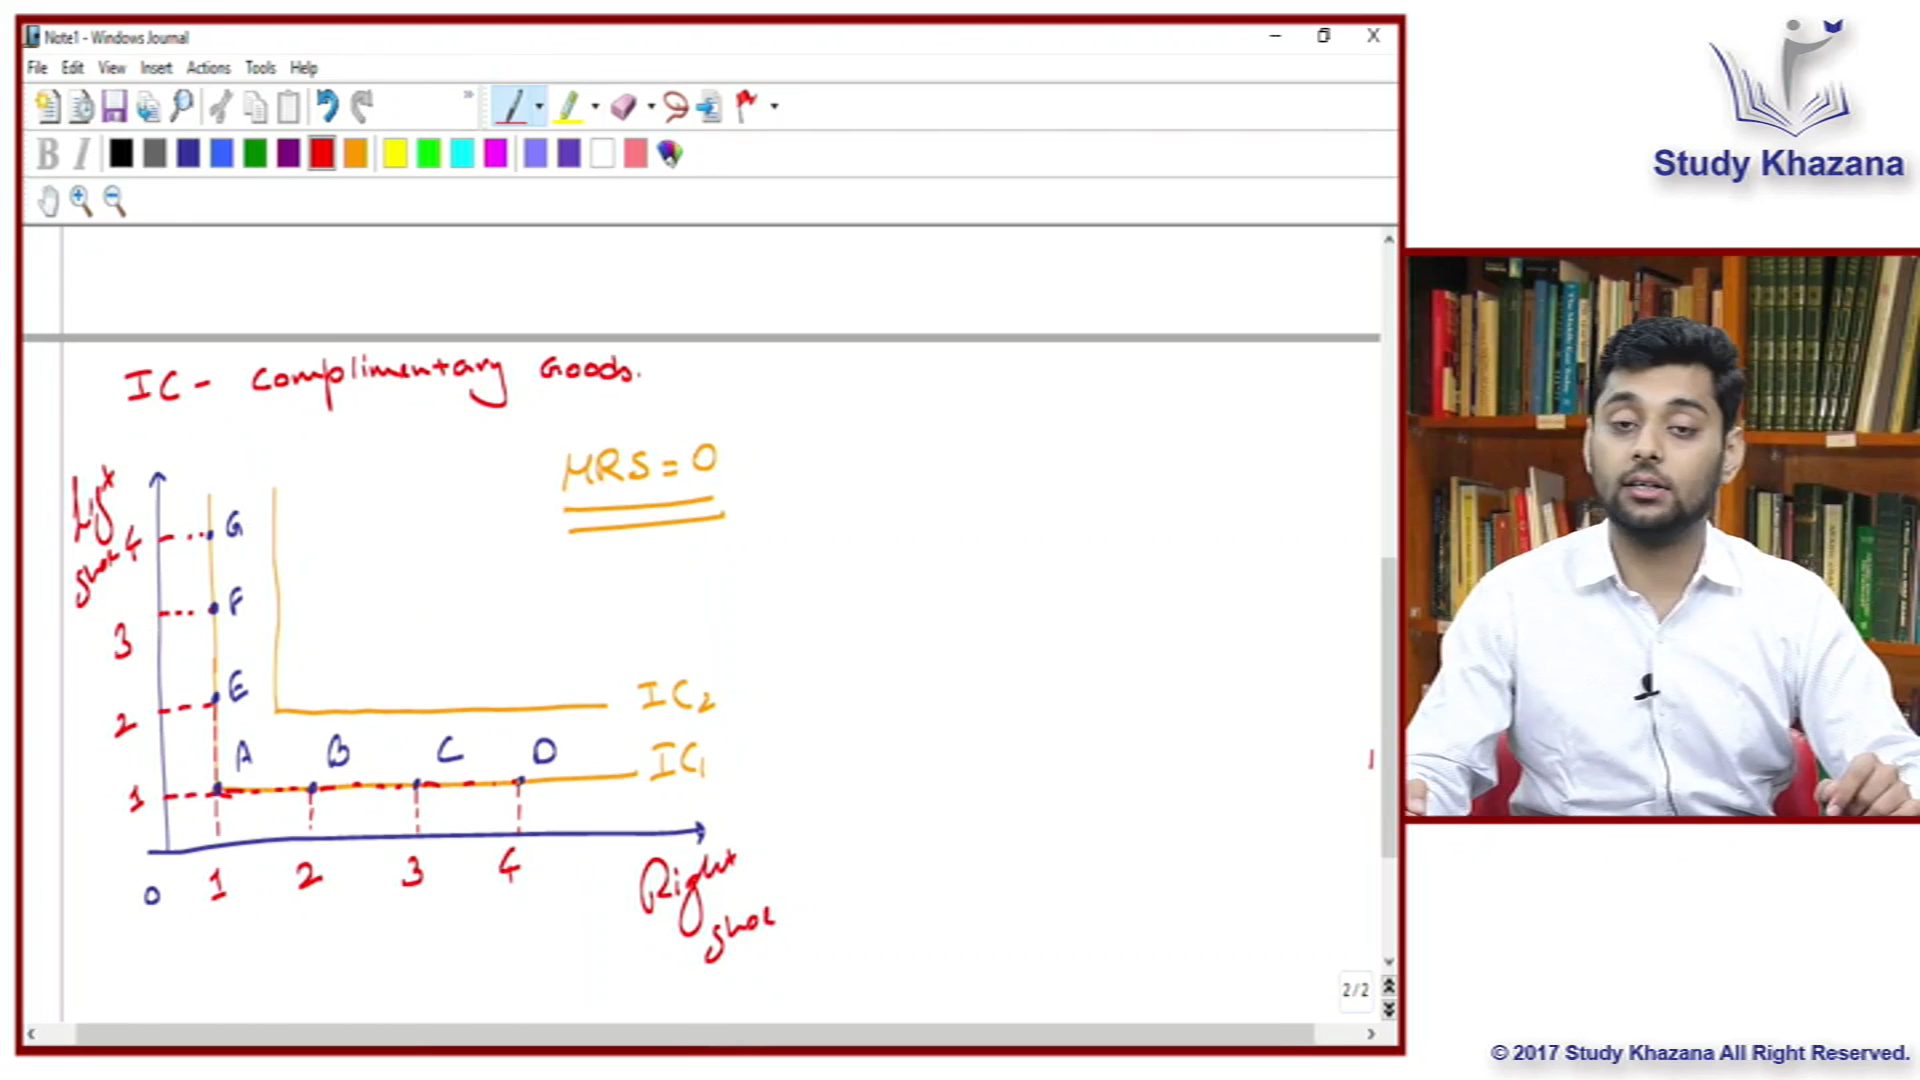 Note1 - Windows Journal
File Edit View Insert Actions Tools Help
B I
Study Khazana
IC - Complimentary Goods.
MRS = 0
4
G
3
F
2
E
1
A B C D
IC2
IC1
0 1 2 3 4
Right
shoe
2/2
© 2017 Study Khazana All Right Reserved.